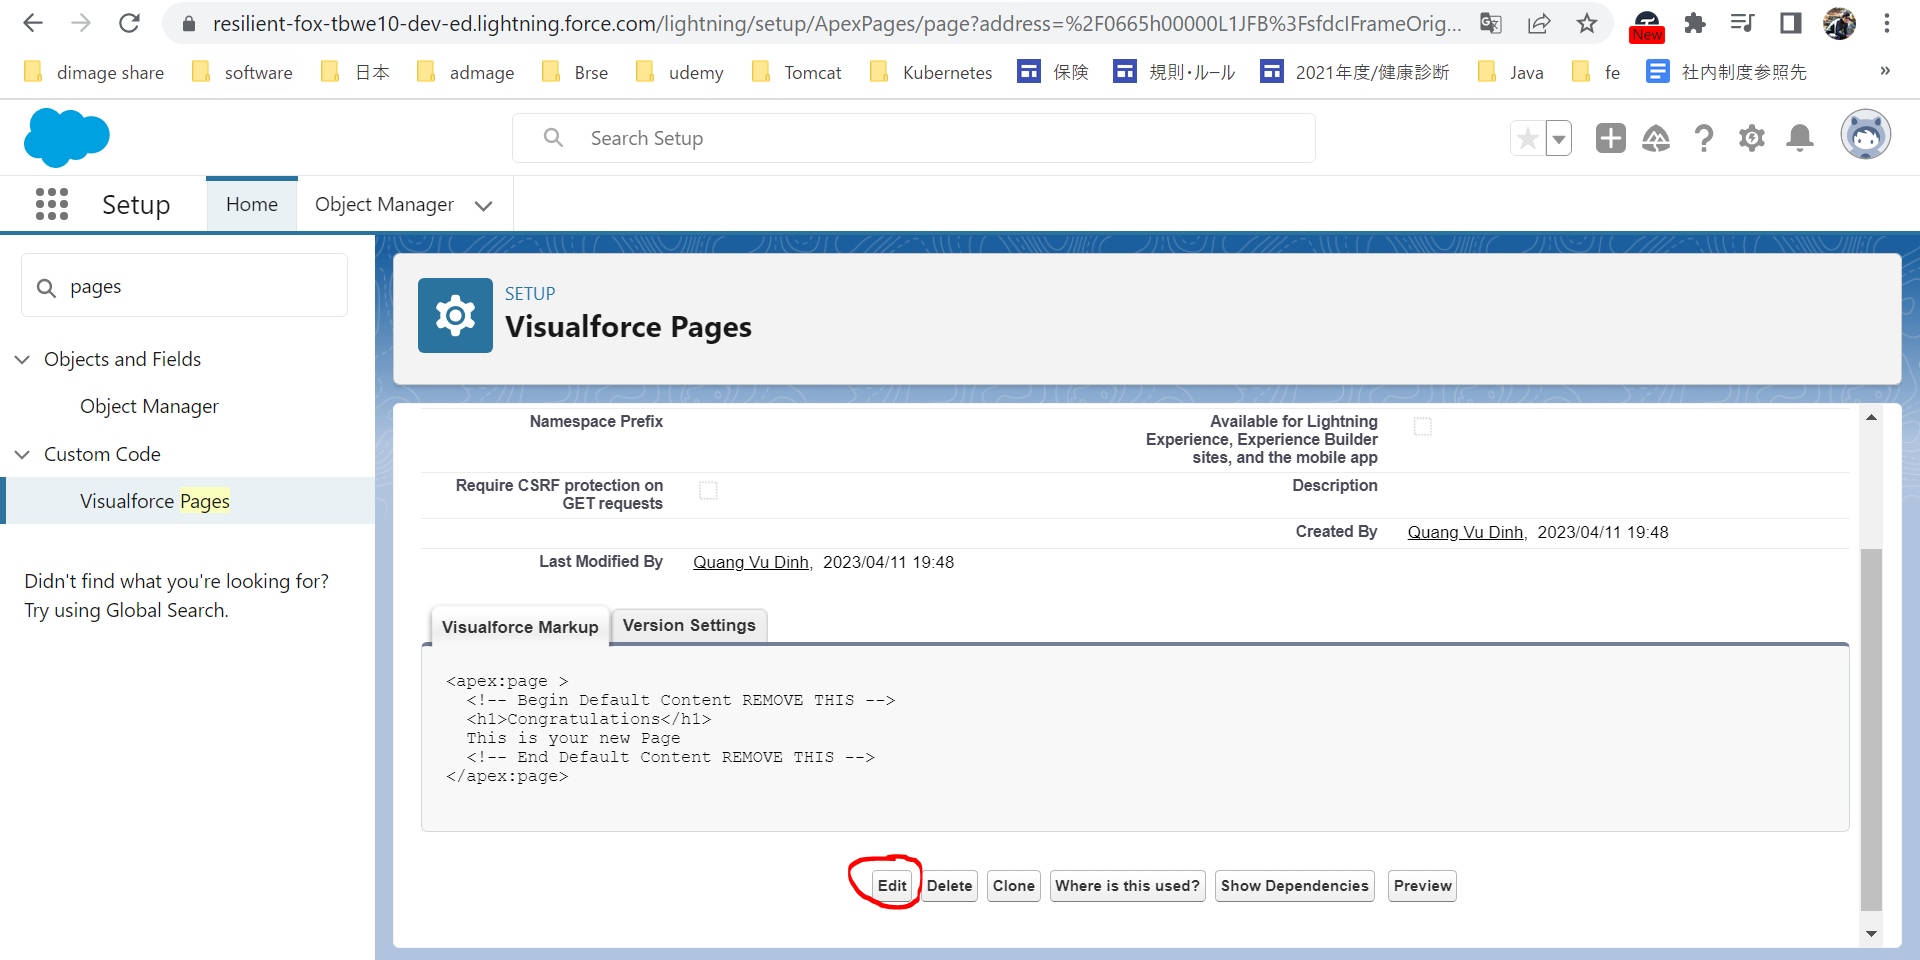 resilient-fox-tbwe10-dev-ed.lightning.force.com/lightning/setup/ApexPages/page?address=%2F0665h00000L1JFB%3FsfdcIFrameOrig...
New
dimage share software 日本 admage Brse udemy Tomcat Kubernetes 保険 規則・ルール 2021年度/健康診断 Java fe 社内制度参照先 »
Search Setup
Setup Home Object Manager
pages
Objects and Fields
Object Manager
Custom Code
Visualforce Pages
Didn't find what you're looking for?
Try using Global Search.
SETUP
Visualforce Pages
Namespace Prefix
Available for Lightning
Experience, Experience Builder
sites, and the mobile app
Require CSRF protection on
GET requests
Description
Created By Quang Vu Dinh, 2023/04/11 19:48
Last Modified By Quang Vu Dinh, 2023/04/11 19:48
Visualforce Markup Version Settings
<apex:page >
<!-- Begin Default Content REMOVE THIS -->
<h1>Congratulations</h1>
This is your new Page
<!-- End Default Content REMOVE THIS -->
</apex:page>
Edit Delete Clone Where is this used? Show Dependencies Preview